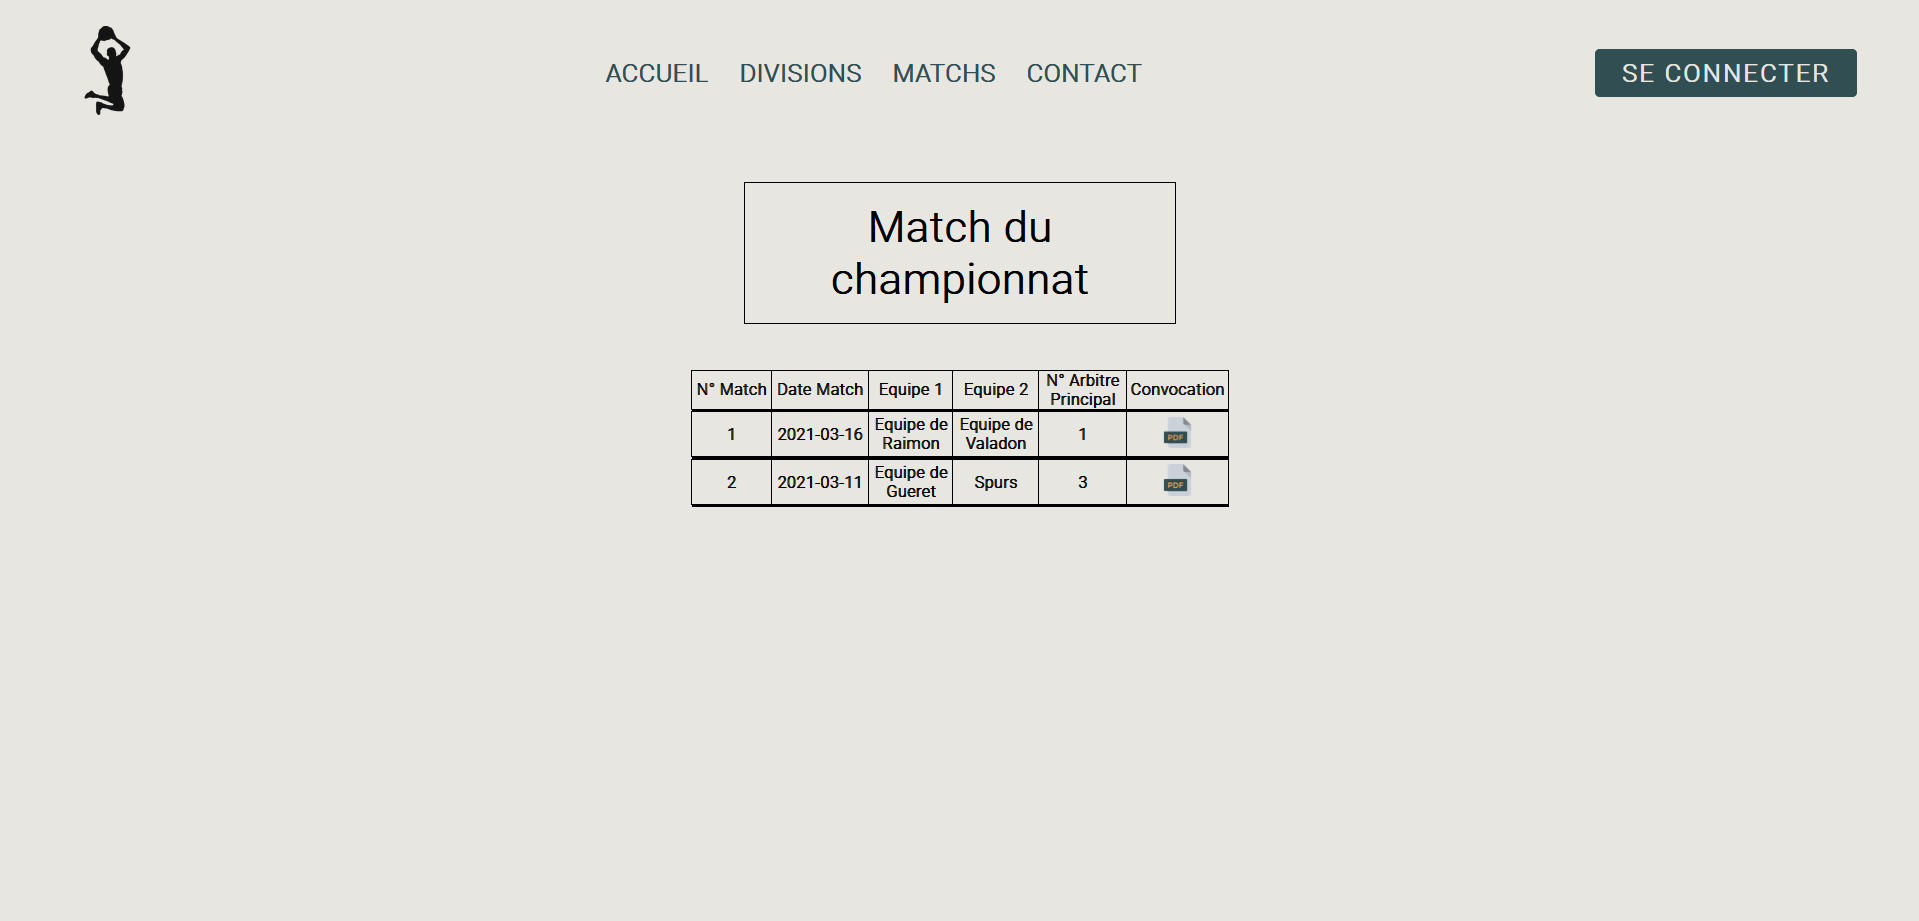 ACCUEIL DIVISIONS MATCHS CONTACT SE CONNECTER
Match du
championnat
N° Match Date Match Equipe 1 Equipe 2 N° Arbitre Principal Convocation
1 2021-03-16 Equipe de Raimon Equipe de Valadon 1 PDF
2 2021-03-11 Equipe de Gueret Spurs 3 PDF